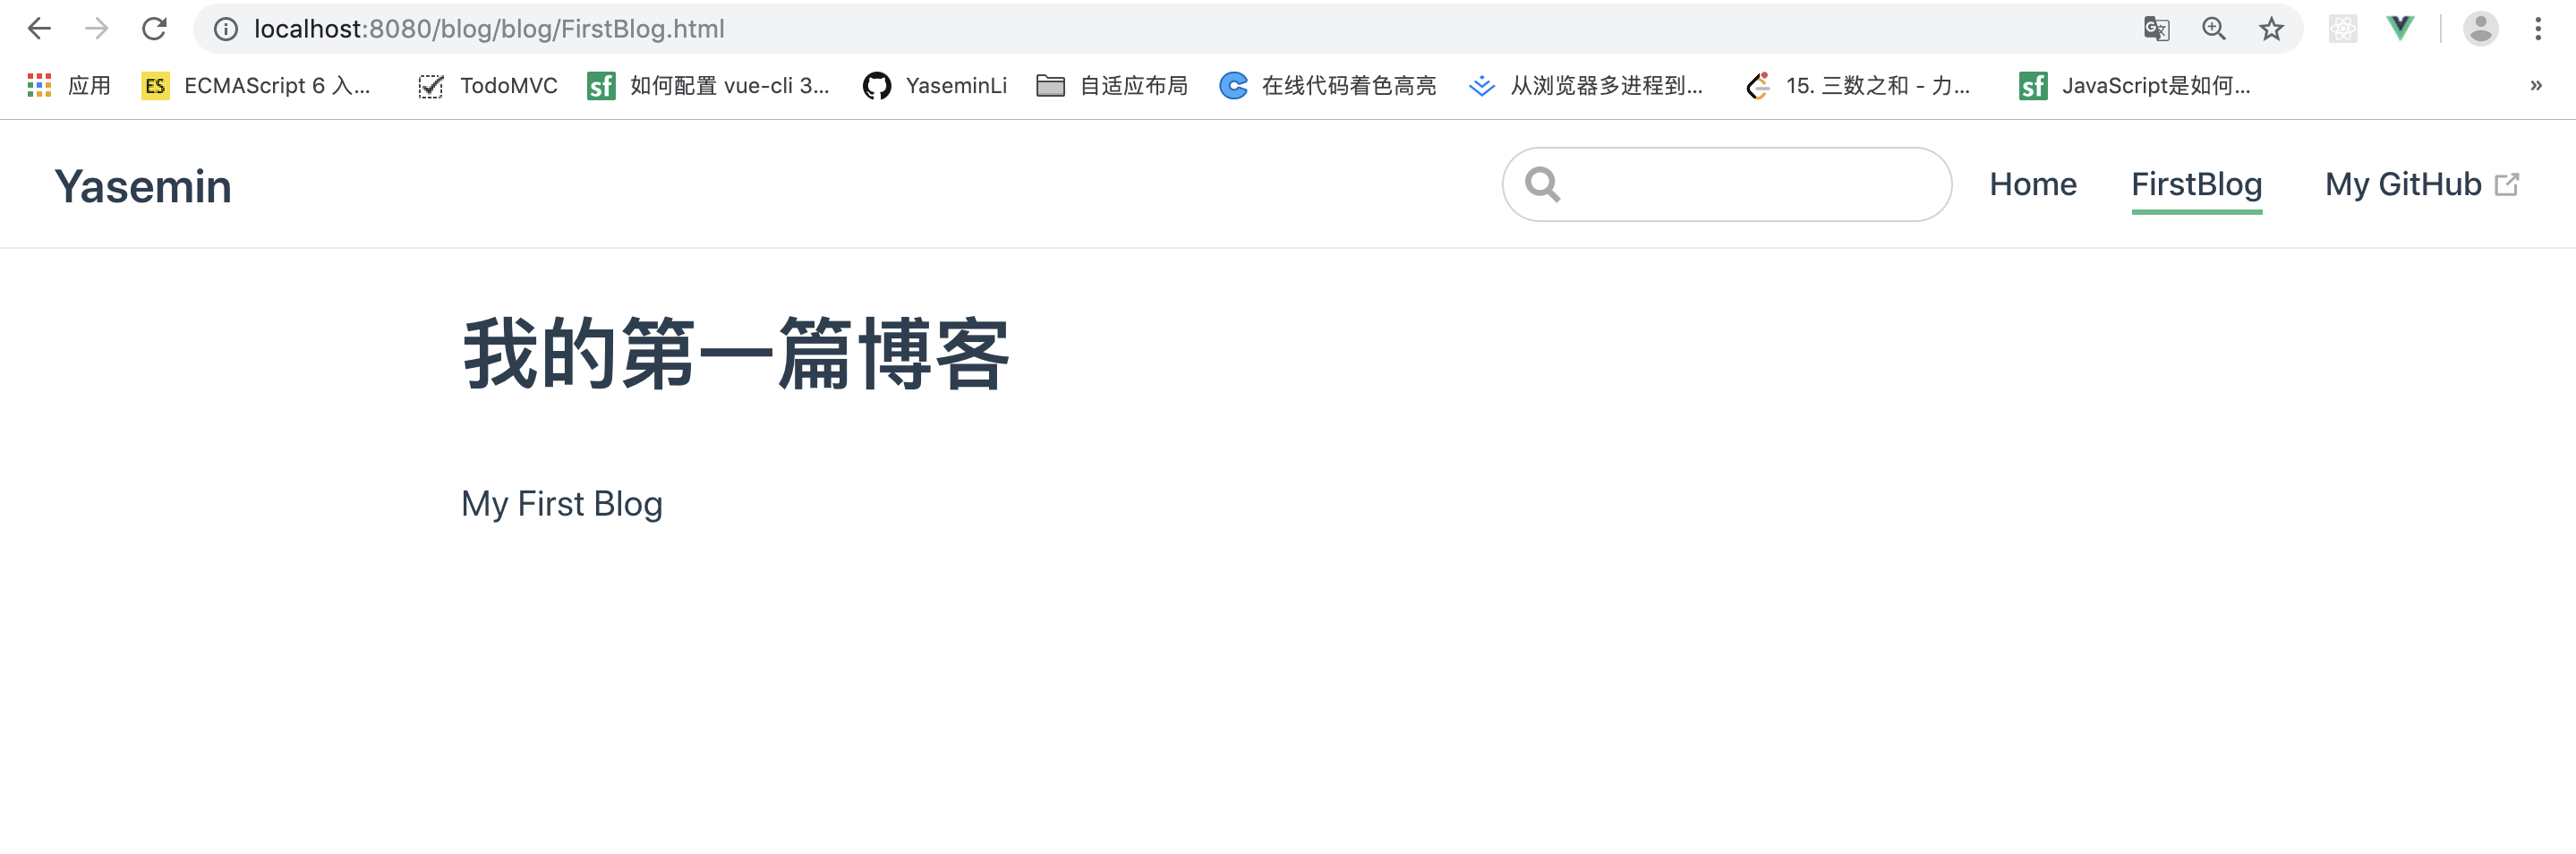 localhost:8080/blog/blog/FirstBlog.html
应用 ES ECMAScript 6 入... TodoMVC sf 如何配置 vue-cli 3... YaseminLi 自适应布局 在线代码着色高亮 从浏览器多进程到... 15. 三数之和 - 力... sf JavaScript是如何... »
Yasemin Home FirstBlog My GitHub
我的第一篇博客
My First Blog